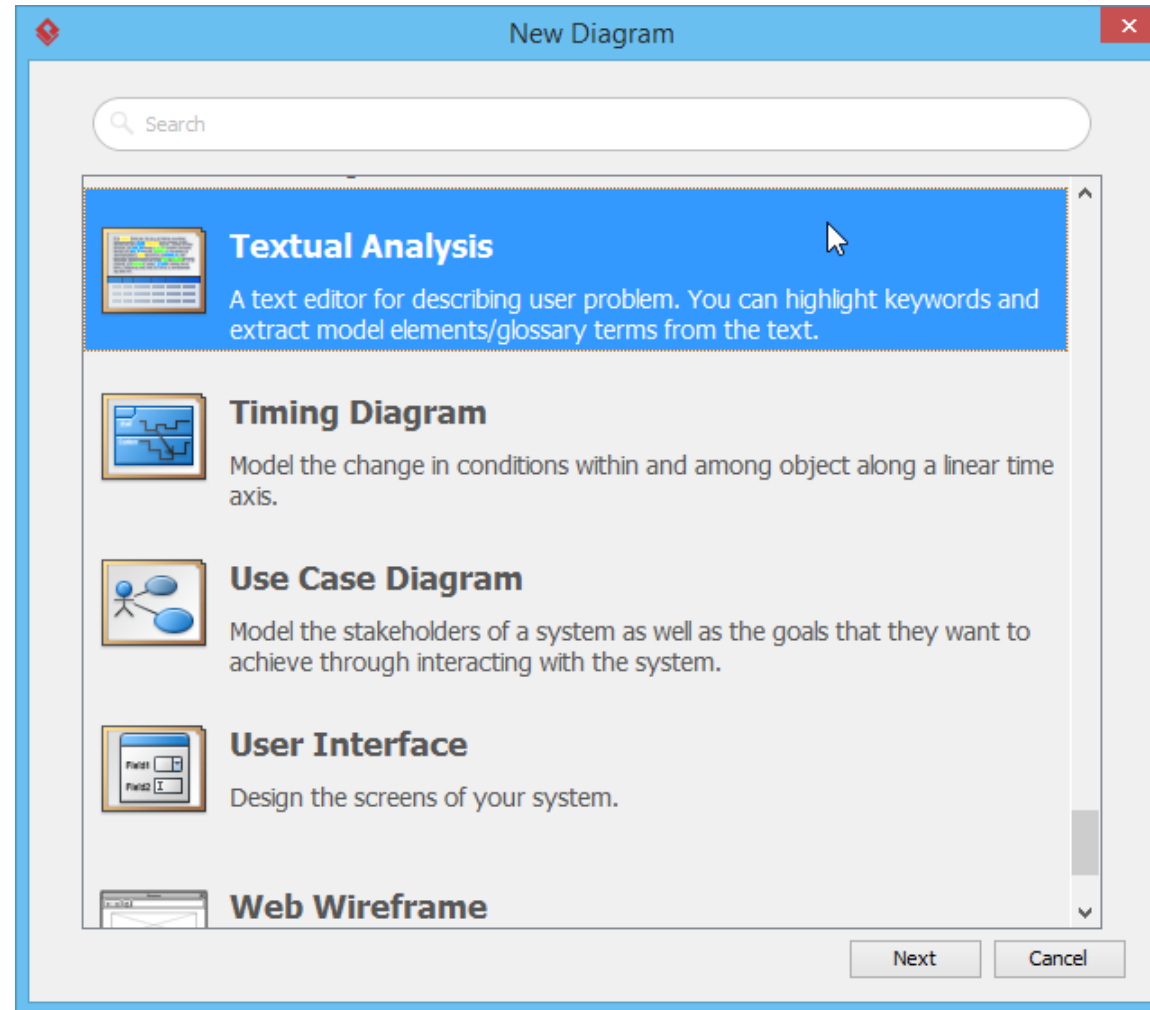 New Diagram
Search
Textual Analysis
A text editor for describing user problem. You can highlight keywords and
extract model elements/glossary terms from the text.
Timing Diagram
Model the change in conditions within and among object along a linear time
axis.
Use Case Diagram
Model the stakeholders of a system as well as the goals that they want to
achieve through interacting with the system.
User Interface
Field1
Field2
Design the screens of your system.
Web Wireframe
Next
Cancel